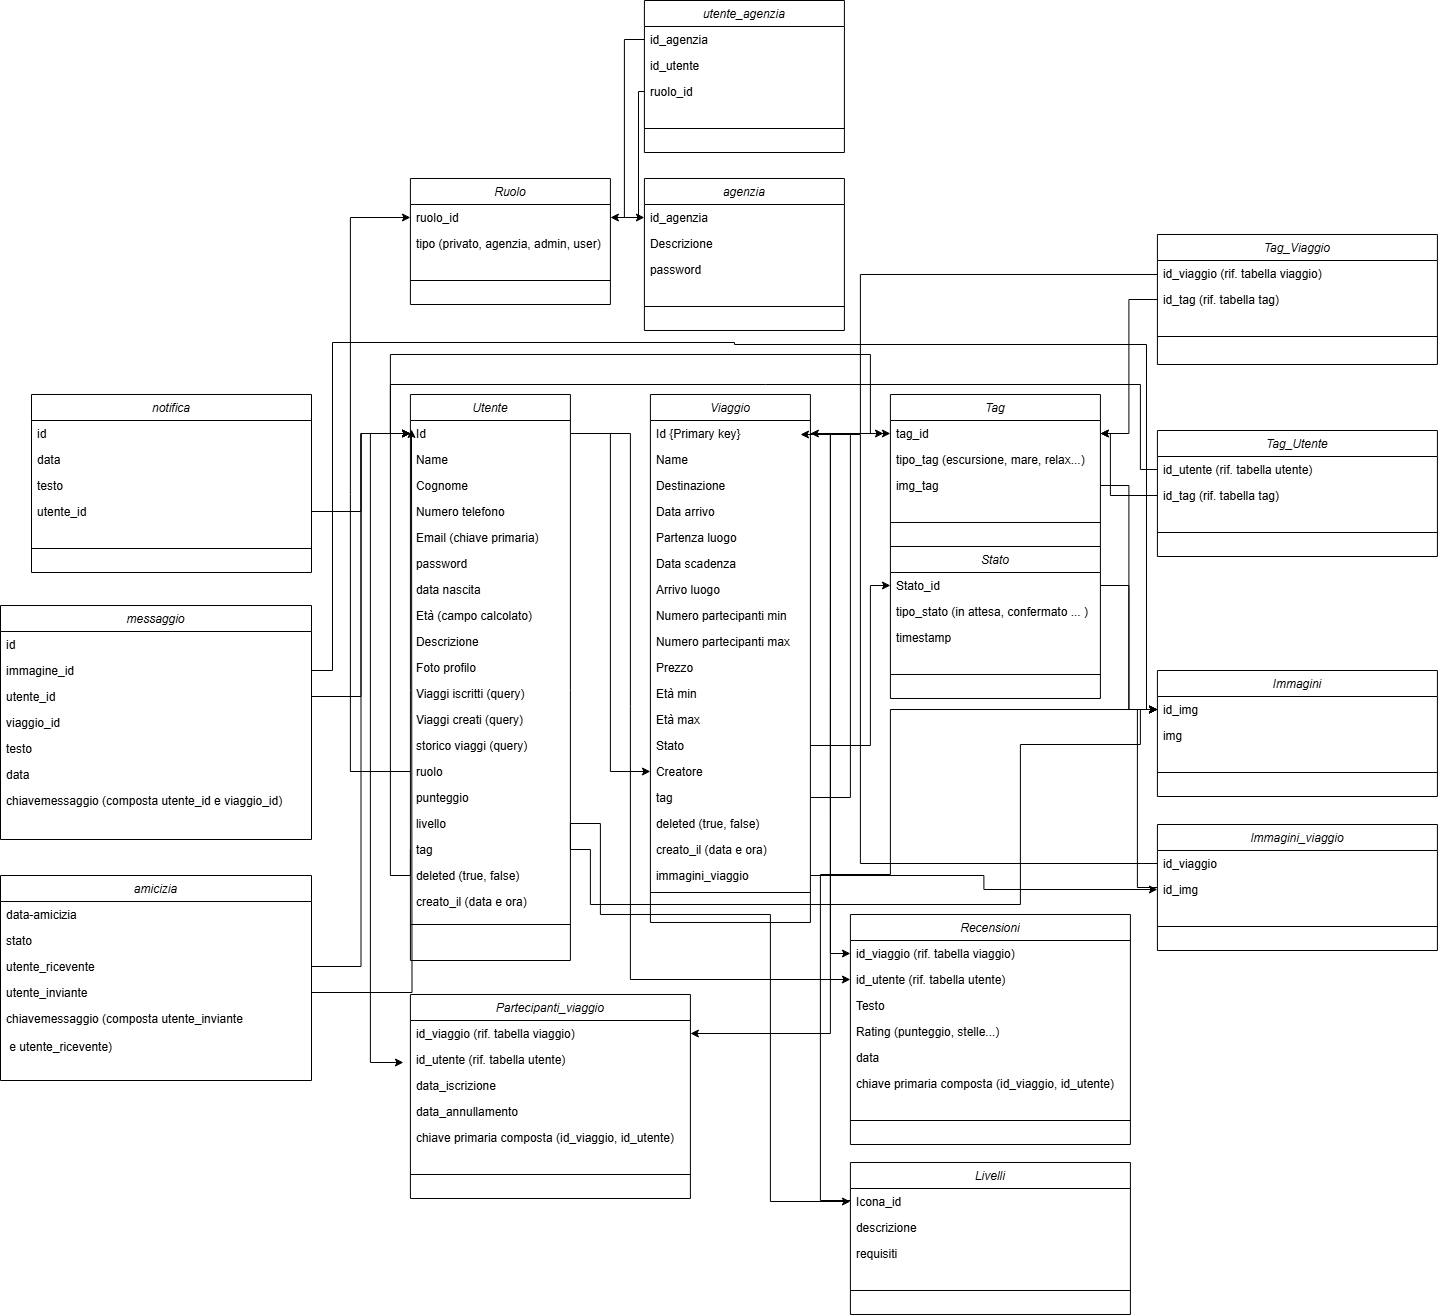 utente_agenzia
id_agenzia
id_utente
ruolo_id
Ruolo
ruolo_id
tipo (privato, agenzia, admin, user)
agenzia
id_agenzia
Descrizione
password
Tag_Viaggio
id_viaggio (rif. tabella viaggio)
id_tag (rif. tabella tag)
notifica
id
data
testo
utente_id
Utente
Id
Name
Cognome
Numero telefono
Email (chiave primaria)
password
data nascita
Età (campo calcolato)
Descrizione
Foto profilo
Viaggi iscritti (query)
Viaggi creati (query)
storico viaggi (query)
ruolo
punteggio
livello
tag
deleted (true, false)
creato_il (data e ora)
Viaggio
Id {Primary key}
Name
Destinazione
Data arrivo
Partenza luogo
Data scadenza
Arrivo luogo
Numero partecipanti min
Numero partecipanti max
Prezzo
Età min
Età max
Stato
Creatore
tag
deleted (true, false)
creato_il (data e ora)
immagini_viaggio
Tag
tag_id
tipo_tag (escursione, mare, relax...)
img_tag
Stato
Stato_id
tipo_stato (in attesa, confermato ... )
timestamp
Tag_Utente
id_utente (rif. tabella utente)
id_tag (rif. tabella tag)
messaggio
id
immagine_id
utente_id
viaggio_id
testo
data
chiavemessaggio (composta utente_id e viaggio_id)
Immagini
id_img
img
Immagini_viaggio
id_viaggio
id_img
amicizia
data-amicizia
stato
utente_ricevente
utente_inviante
chiavemessaggio (composta utente_inviante
e utente_ricevente)
Partecipanti_viaggio
id_viaggio (rif. tabella viaggio)
id_utente (rif. tabella utente)
data_iscrizione
data_annullamento
chiave primaria composta (id_viaggio, id_utente)
Recensioni
id_viaggio (rif. tabella viaggio)
id_utente (rif. tabella utente)
Testo
Rating (punteggio, stelle...)
data
chiave primaria composta (id_viaggio, id_utente)
Livelli
Icona_id
descrizione
requisiti